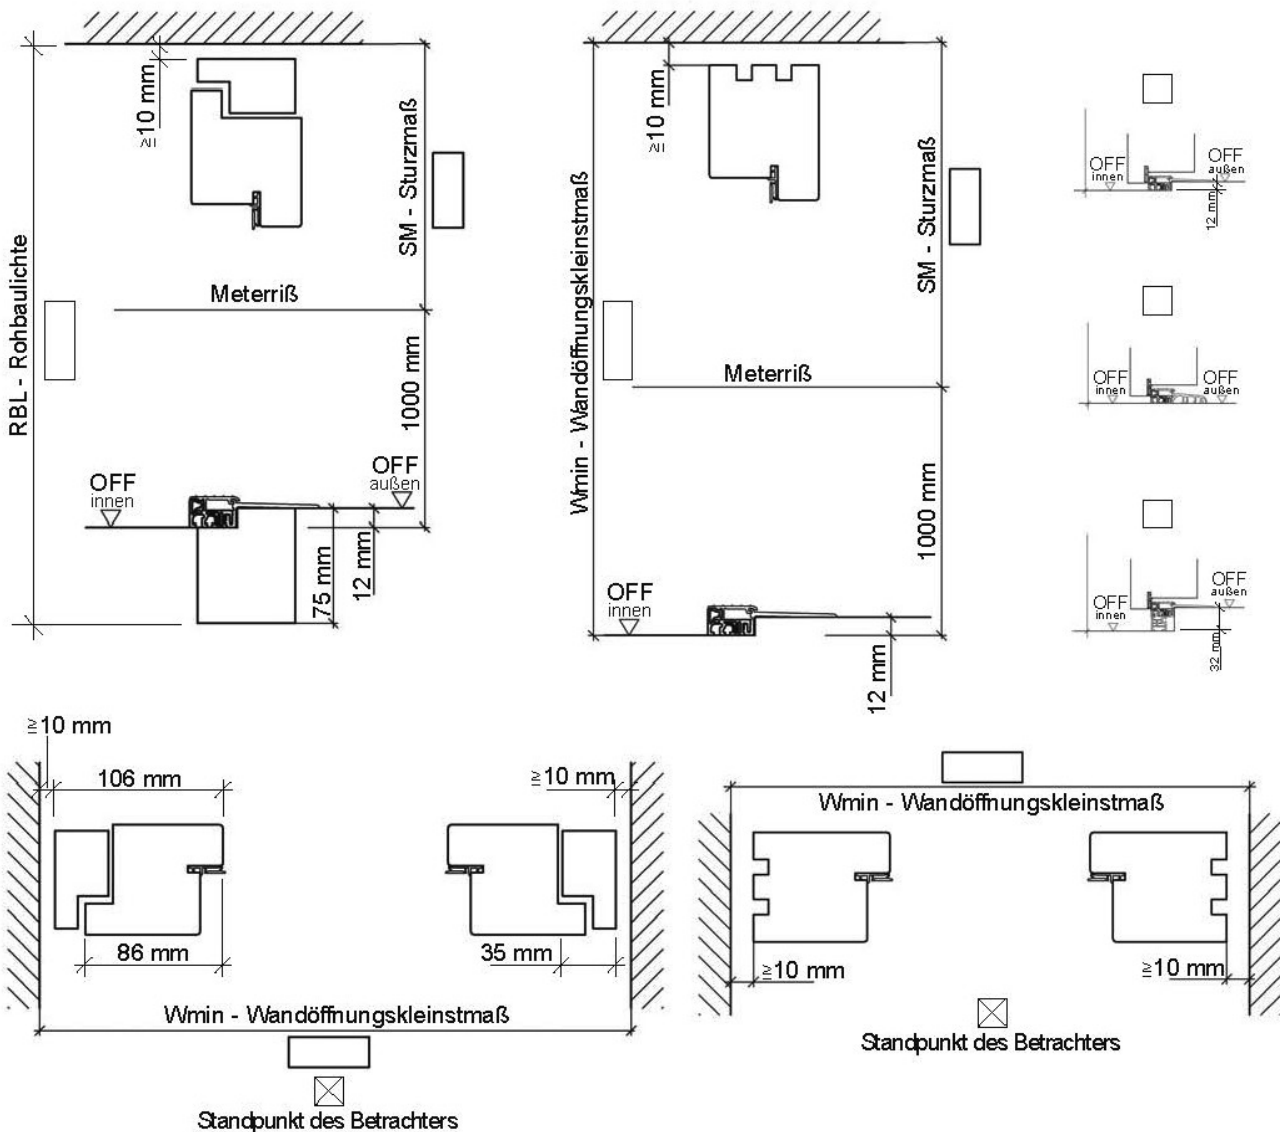 ≥10 mm
SM - Sturzmaß
RBL - Rohbaulichte
Meterriß
1000 mm
OFF
innen
OFF
außen
75 mm
12 mm
≥10 mm
SM - Sturzmaß
Wmin - Wandöffnungskleinstmaß
Meterriß
1000 mm
OFF
innen
12 mm
OFF
innen
OFF
außen
12 mm
OFF
innen
OFF
außen
OFF
innen
OFF
außen
32 mm
≥10 mm
106 mm
≥10 mm
86 mm
35 mm
Wmin - Wandöffnungskleinstmaß
Standpunkt des Betrachters
Wmin - Wandöffnungskleinstmaß
≥10 mm
≥10 mm
Standpunkt des Betrachters